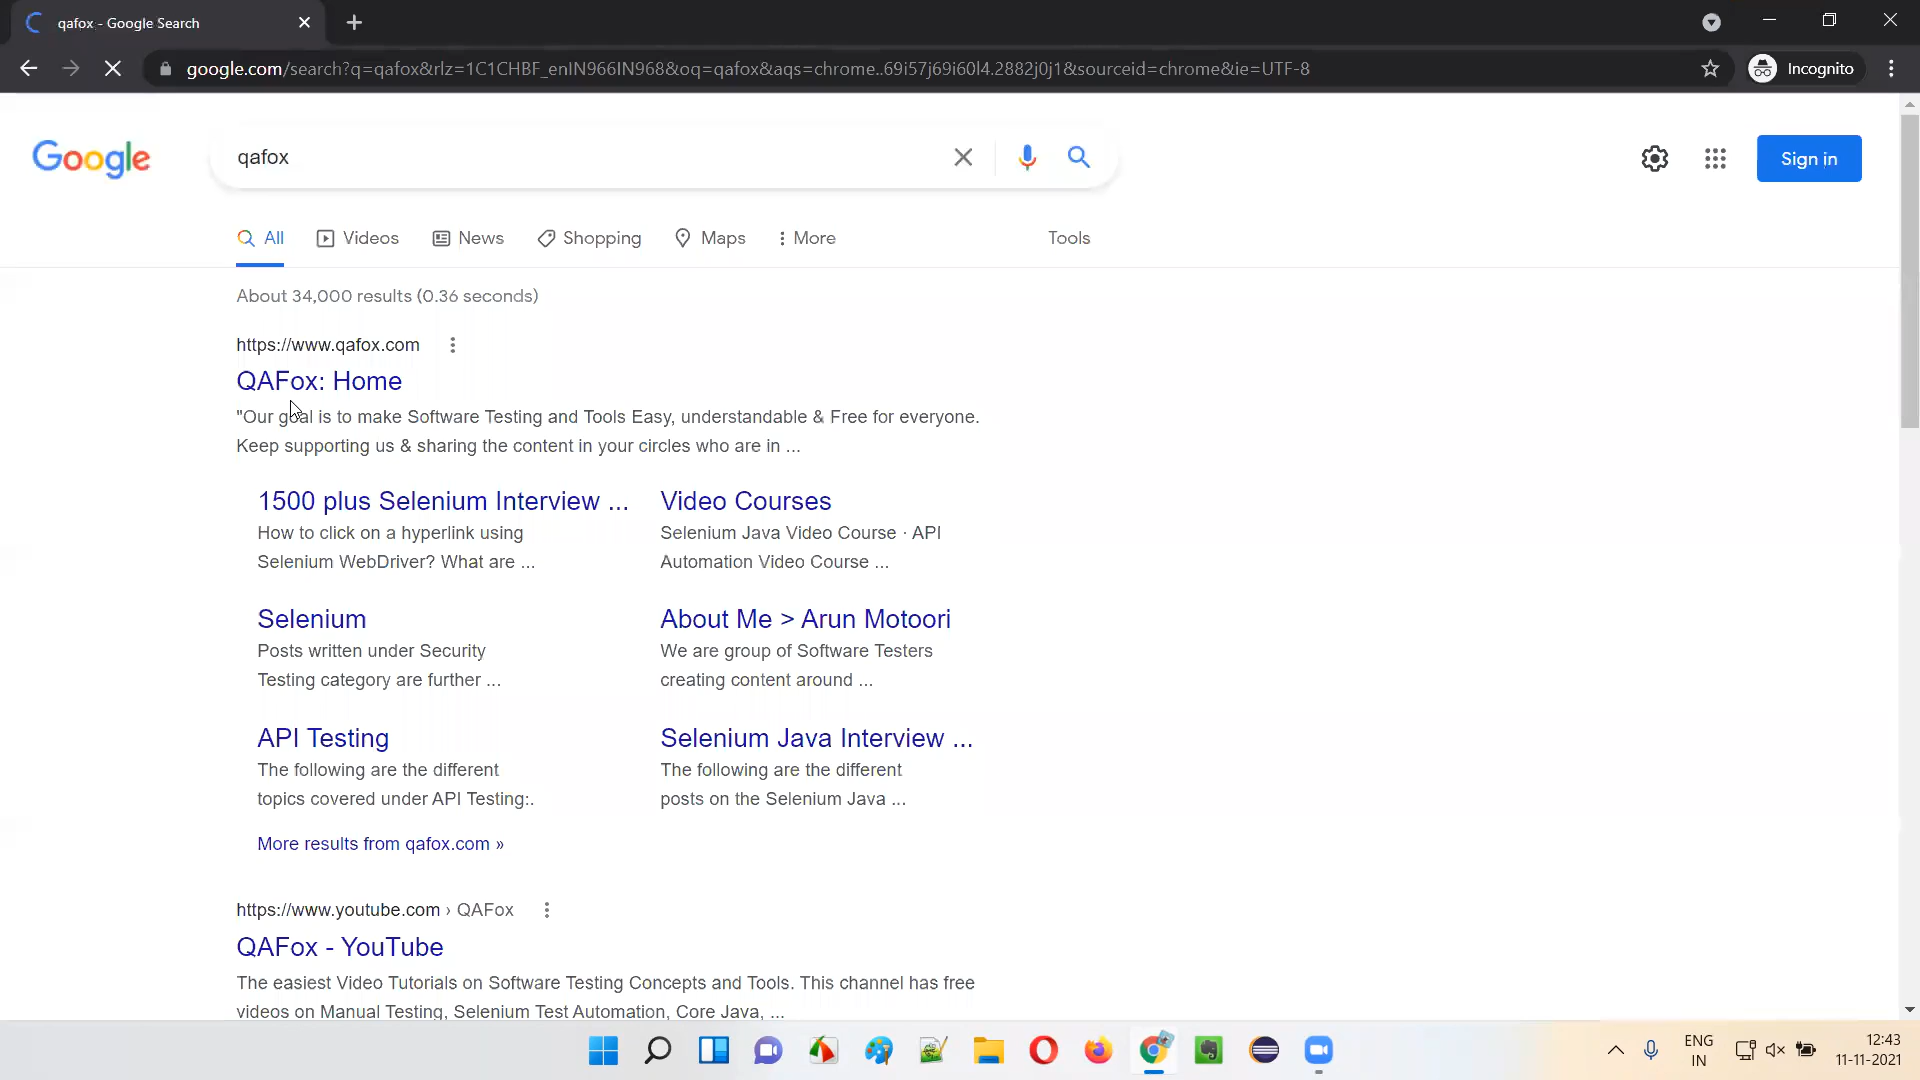 qafox - Google Search
google.com/search?q=qafox&rlz=1C1CHBF_enIN966IN968&oq=qafox&aqs=chrome..69i57j69i60l4.2882j0j1&sourceid=chrome&ie=UTF-8
Incognito
Google
qafox
Sign in
All
Videos
News
Shopping
Maps
More
Tools
About 34,000 results (0.36 seconds)
https://www.qafox.com
QAFox: Home
"Our goal is to make Software Testing and Tools Easy, understandable & Free for everyone.
Keep supporting us & sharing the content in your circles who are in ...
1500 plus Selenium Interview ...
How to click on a hyperlink using
Selenium WebDriver? What are ...
Video Courses
Selenium Java Video Course · API
Automation Video Course ...
Selenium
Posts written under Security
Testing category are further ...
About Me > Arun Motoori
We are group of Software Testers
creating content around ...
API Testing
The following are the different
topics covered under API Testing:.
Selenium Java Interview ...
The following are the different
posts on the Selenium Java ...
More results from qafox.com »
https://www.youtube.com › QAFox
QAFox - YouTube
The easiest Video Tutorials on Software Testing Concepts and Tools. This channel has free
videos on Manual Testing, Selenium Test Automation, Core Java, ...
ENG
IN
12:43
11-11-2021